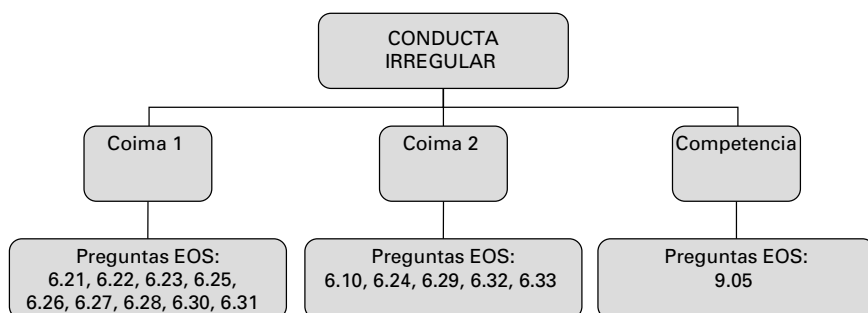 CONDUCTA
IRREGULAR
Coima 1
Coima 2
Competencia
Preguntas EOS:
6.21, 6.22, 6.23, 6.25,
6.26, 6.27, 6.28, 6.30, 6.31
Preguntas EOS:
6.10, 6.24, 6.29, 6.32, 6.33
Preguntas EOS:
9.05